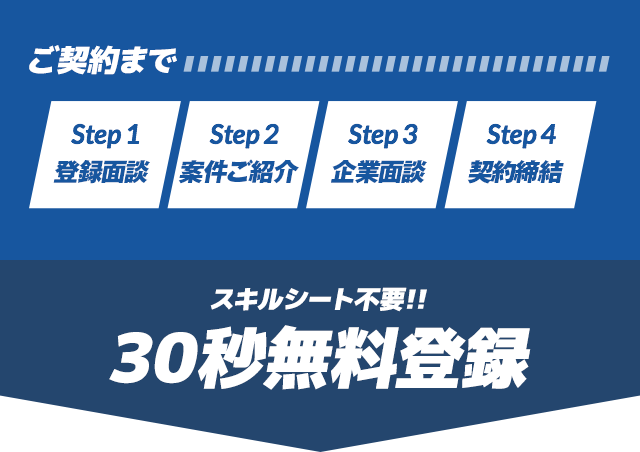 ご契約まで
Step 1
登録面談
Step 2
案件ご紹介
Step 3
企業面談
Step 4
契約締結
スキルシート不要!!
30秒無料登録